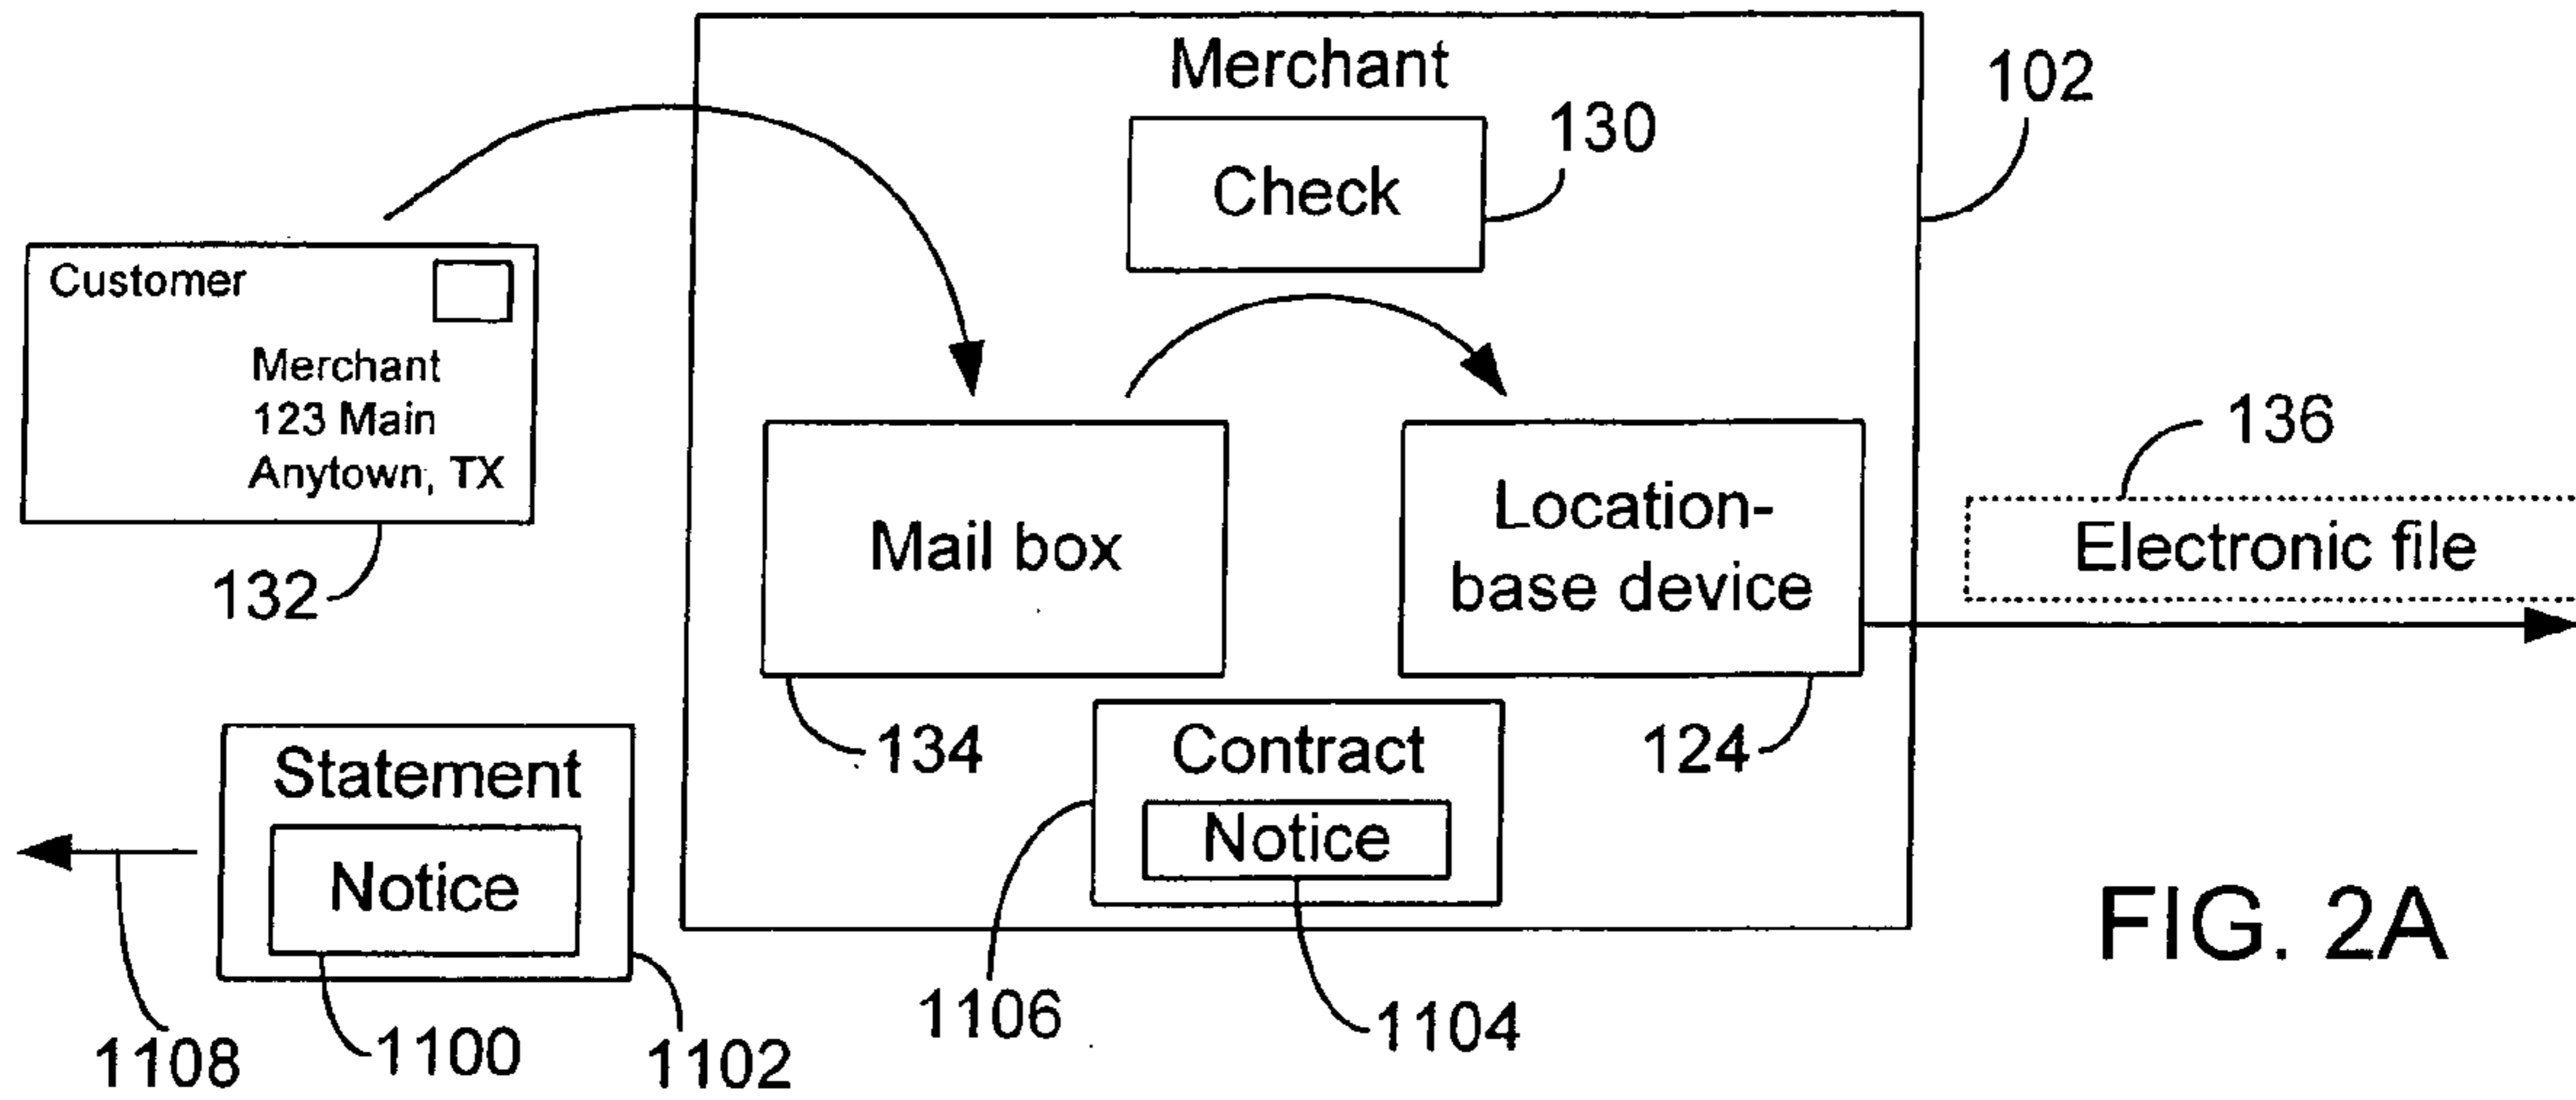 Merchant
102
130
Check
Customer
Merchant
123 Main
Anytown, TX
132
Mail box
134
Location-
base device
124
136
Electronic file
Contract
Notice
1106
1104
Statement
Notice
1108
1100
1102
FIG. 2A